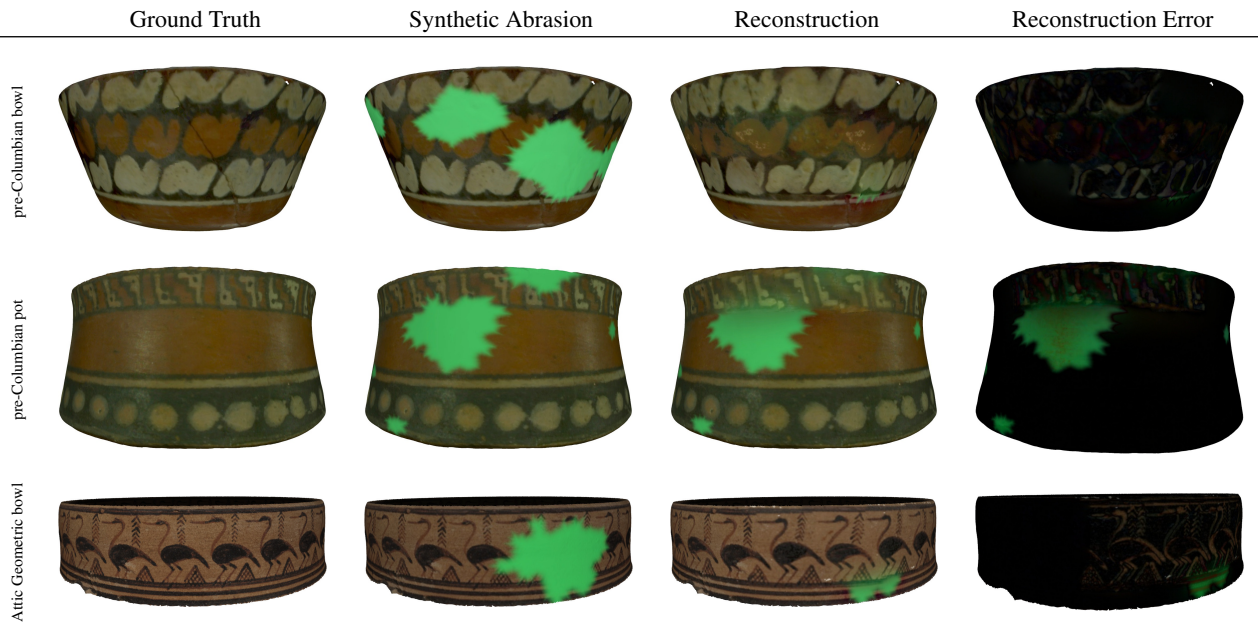 Ground Truth
Synthetic Abrasion
Reconstruction
Reconstruction Error
pre-Columbian bowl
pre-Columbian pot
Attic Geometric bowl